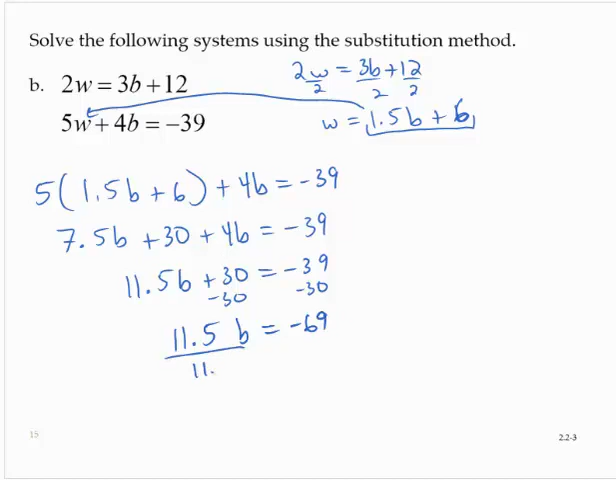 Solve the following systems using the substitution method.
b. 2w = 3b + 12
5w + 4b = −39
2w/2 = 3b/2 + 12/2
w = 1.5b + 6
5(1.5b + 6) + 4b = -39
7.5b + 30 + 4b = -39
11.5b + 30 = -39
-30 -30
11.5 b = -69
11.
15
2.2-3